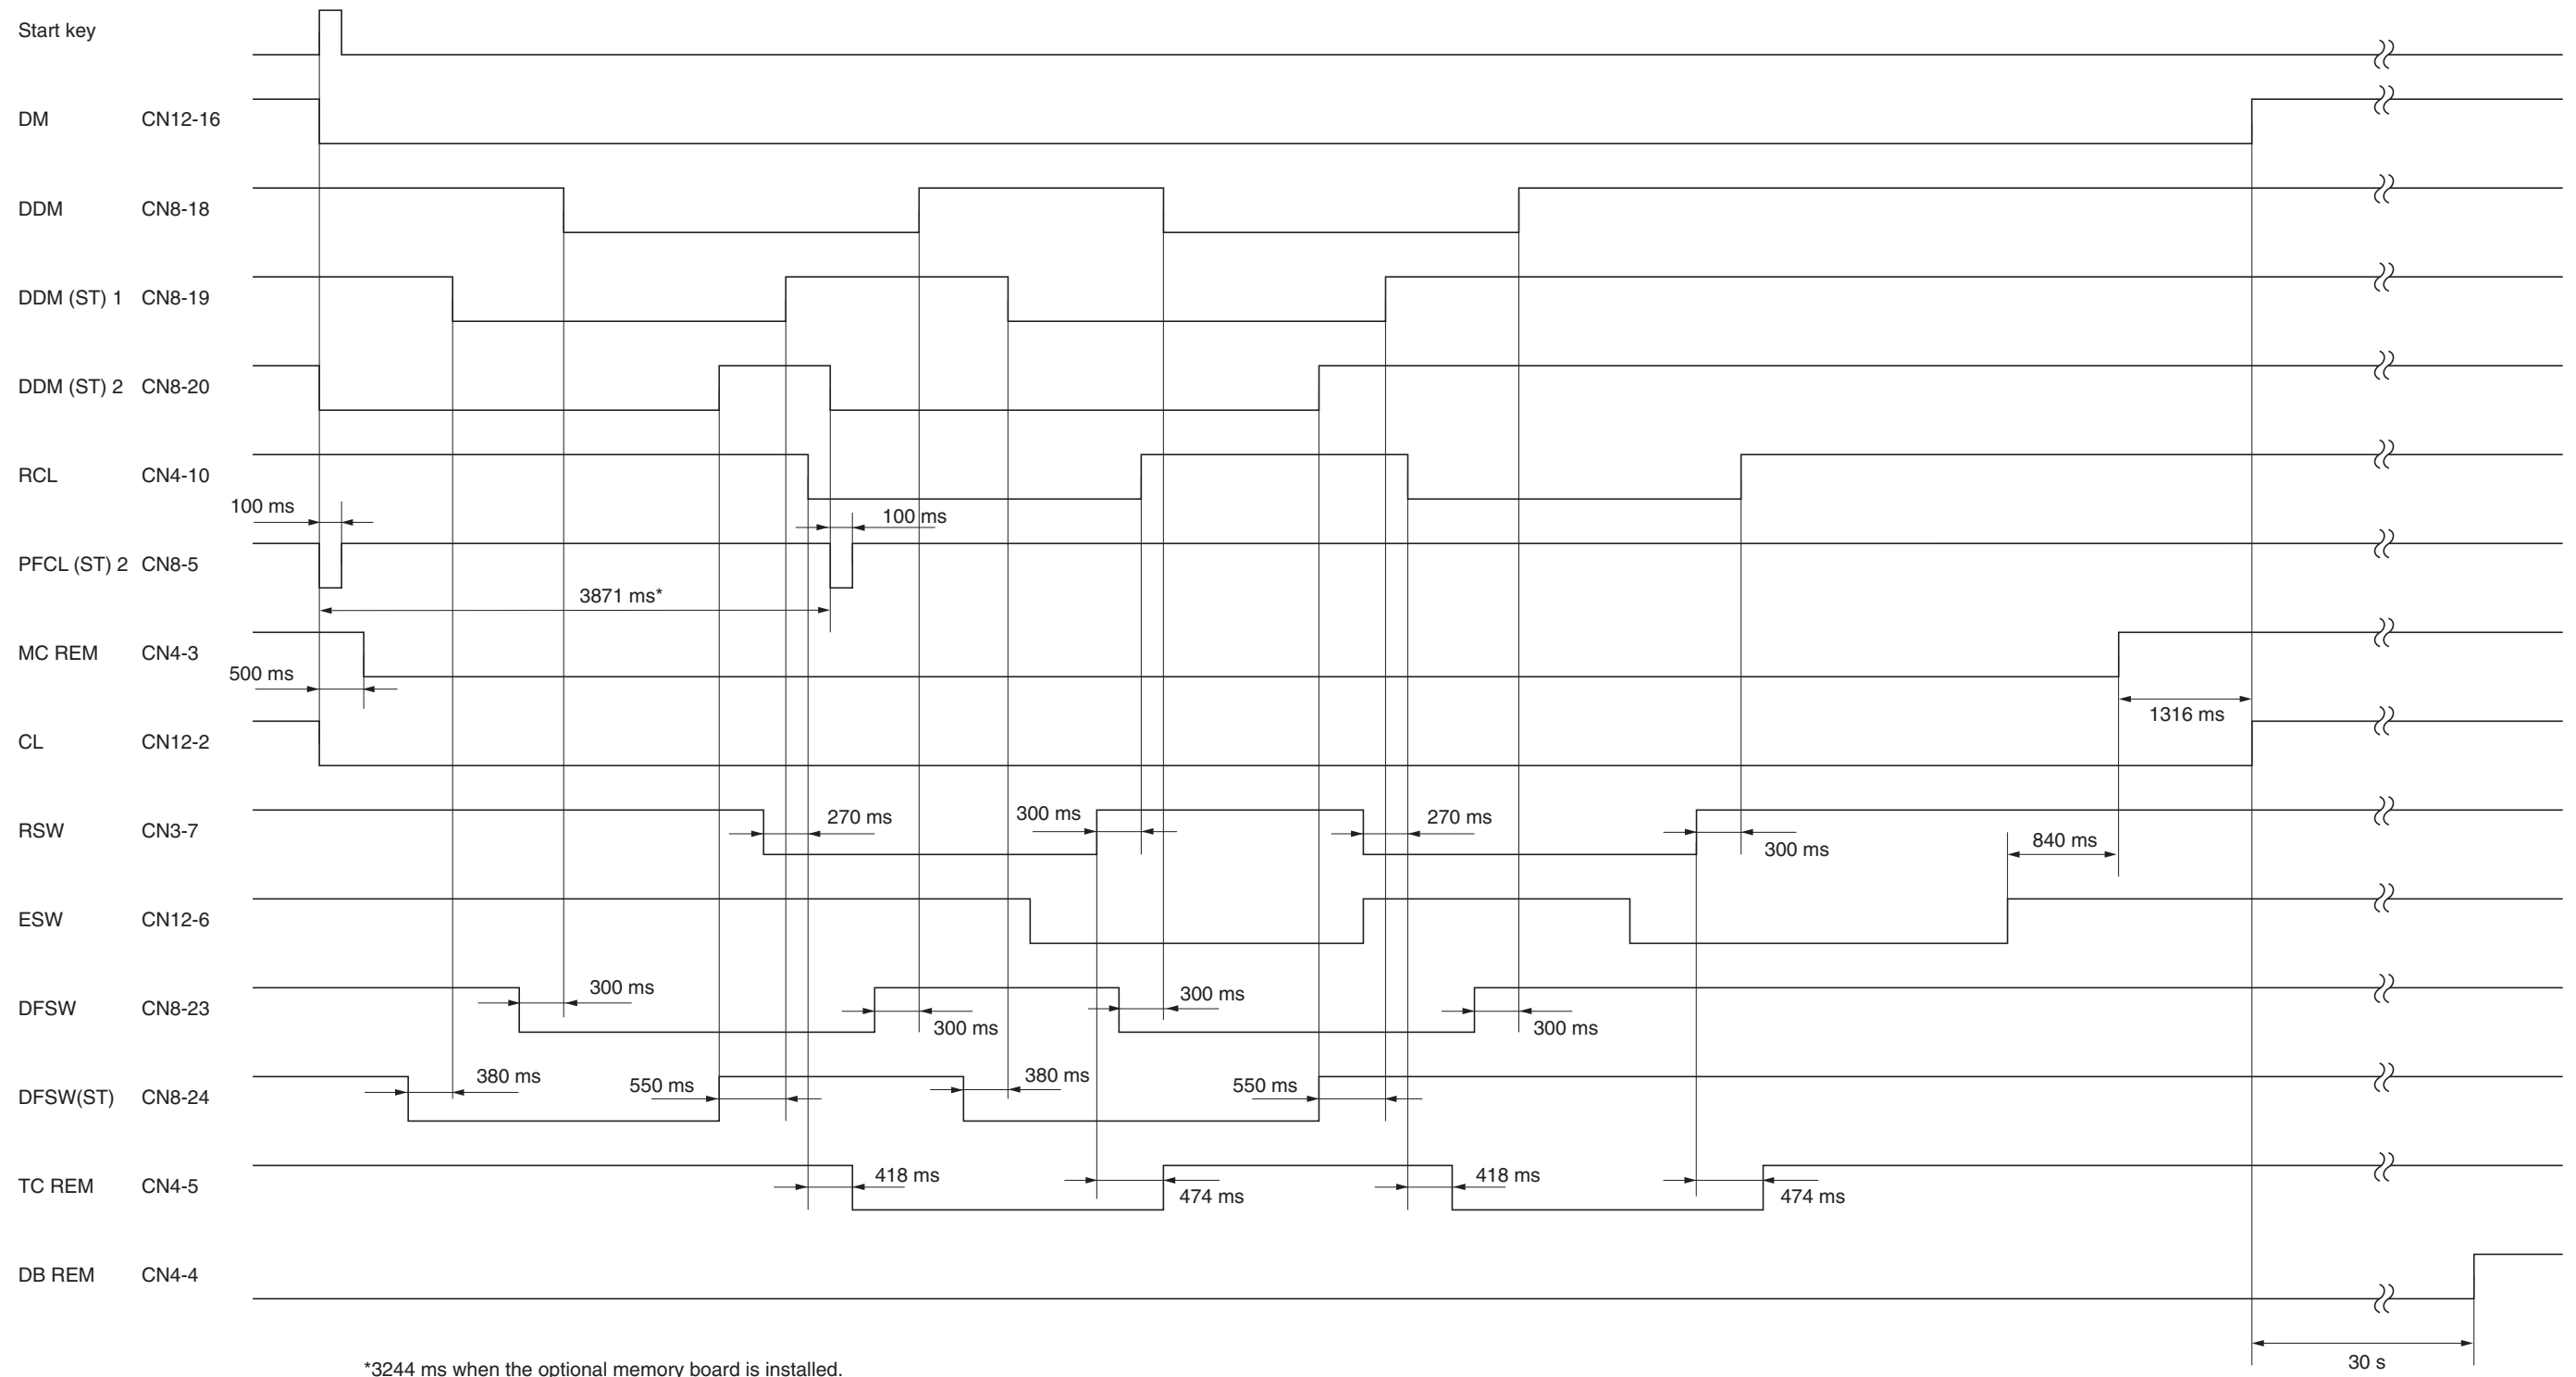 Start key
DM CN12-16
DDM CN8-18
DDM (ST) 1 CN8-19
DDM (ST) 2 CN8-20
RCL CN4-10
100 ms
100 ms
PFCL (ST) 2 CN8-5
3871 ms*
MC REM CN4-3
500 ms
1316 ms
CL CN12-2
RSW CN3-7
270 ms
300 ms
270 ms
300 ms
840 ms
ESW CN12-6
DFSW CN8-23
300 ms
300 ms
300 ms
300 ms
DFSW(ST) CN8-24
380 ms
550 ms
380 ms
550 ms
TC REM CN4-5
418 ms
474 ms
418 ms
474 ms
DB REM CN4-4
30 s
*3244 ms when the optional memory board is installed.